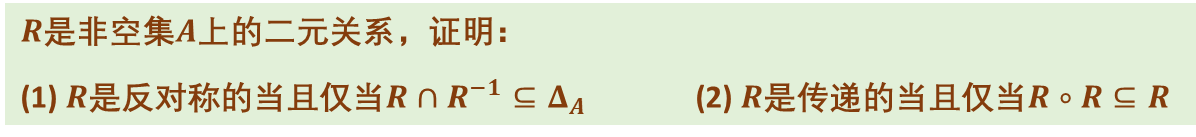 R是非空集A上的二元关系，证明：
(1) R是反对称的当且仅当R ∩ R⁻¹ ⊆ Δ_A (2) R是传递的当且仅当R ∘ R ⊆ R